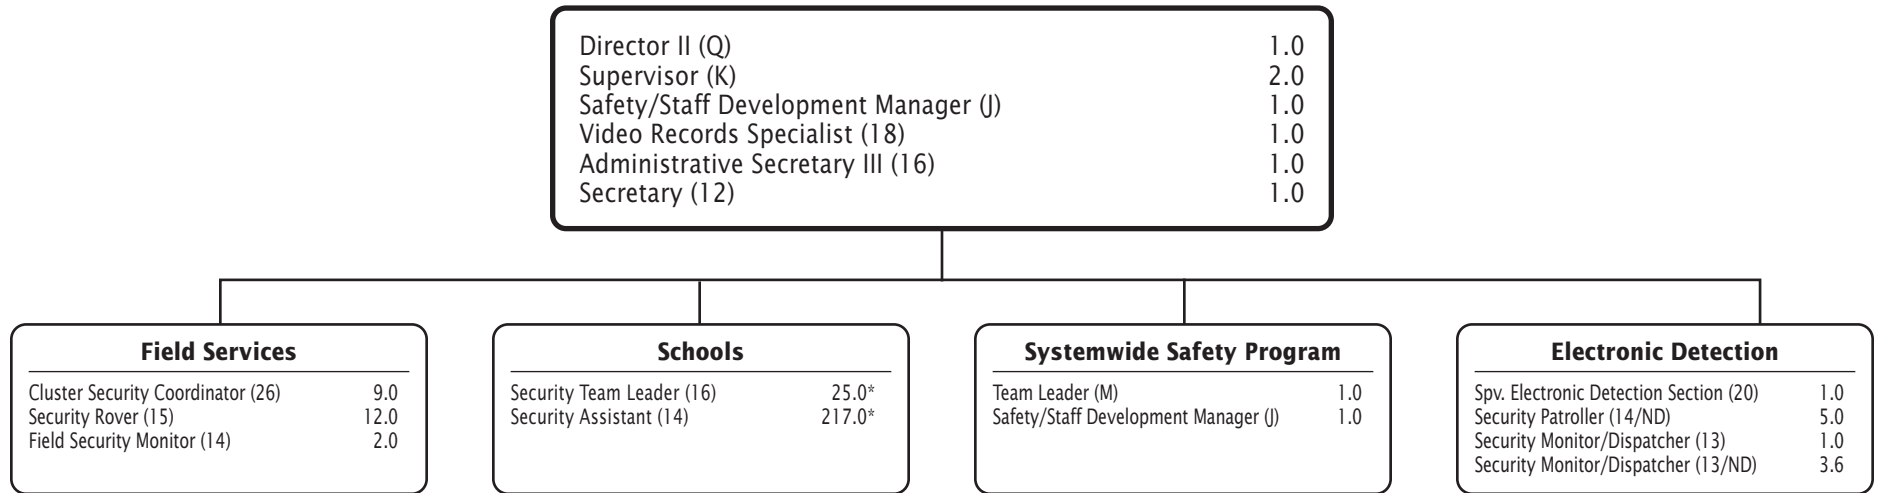 Director II (Q) 1.0
Supervisor (K) 2.0
Safety/Staff Development Manager (J) 1.0
Video Records Specialist (18) 1.0
Administrative Secretary III (16) 1.0
Secretary (12) 1.0
Field Services
Cluster Security Coordinator (26) 9.0
Security Rover (15) 12.0
Field Security Monitor (14) 2.0
Schools
Security Team Leader (16) 25.0*
Security Assistant (14) 217.0*
Systemwide Safety Program
Team Leader (M) 1.0
Safety/Staff Development Manager (J) 1.0
Electronic Detection
Spv. Electronic Detection Section (20) 1.0
Security Patroller (14/ND) 5.0
Security Monitor/Dispatcher (13) 1.0
Security Monitor/Dispatcher (13/ND) 3.6